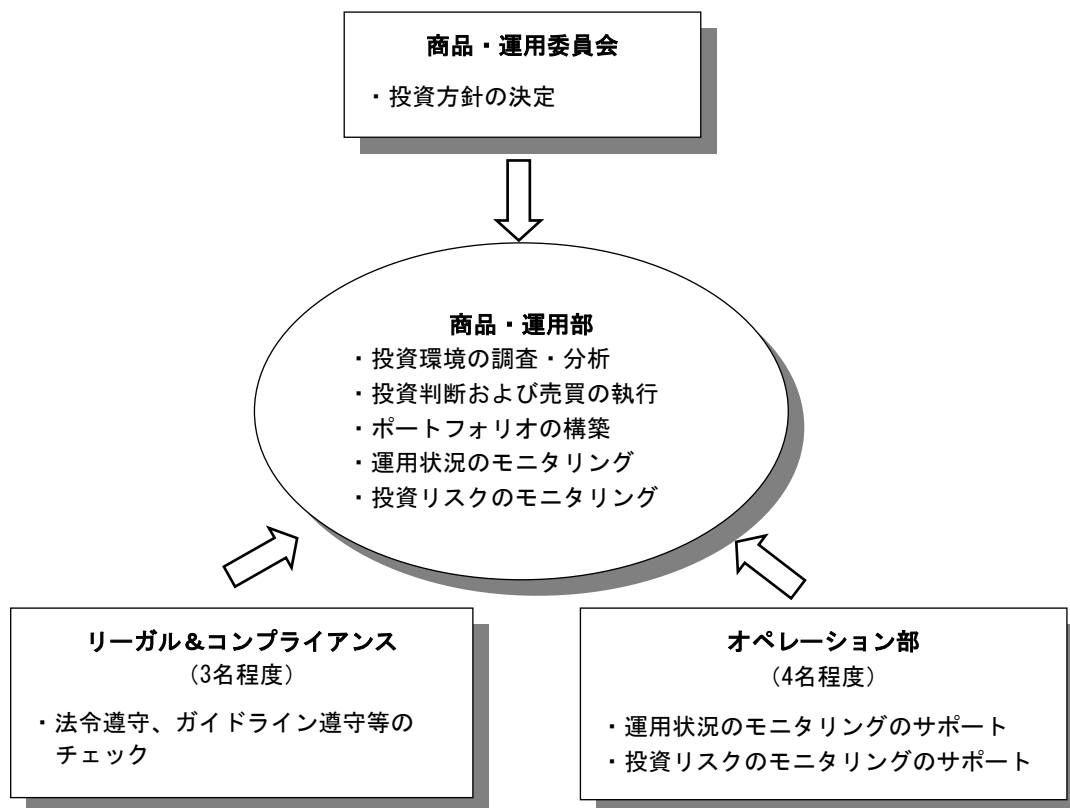 商品・運用委員会
・投資方針の決定
商品・運用部
・投資環境の調査・分析
・投資判断および売買の執行
・ポートフォリオの構築
・運用状況のモニタリング
・投資リスクのモニタリング
リーガル&コンプライアンス
(3名程度)
・法令遵守、ガイドライン遵守等の
チェック
オペレーション部
(4名程度)
・運用状況のモニタリングのサポート
・投資リスクのモニタリングのサポート